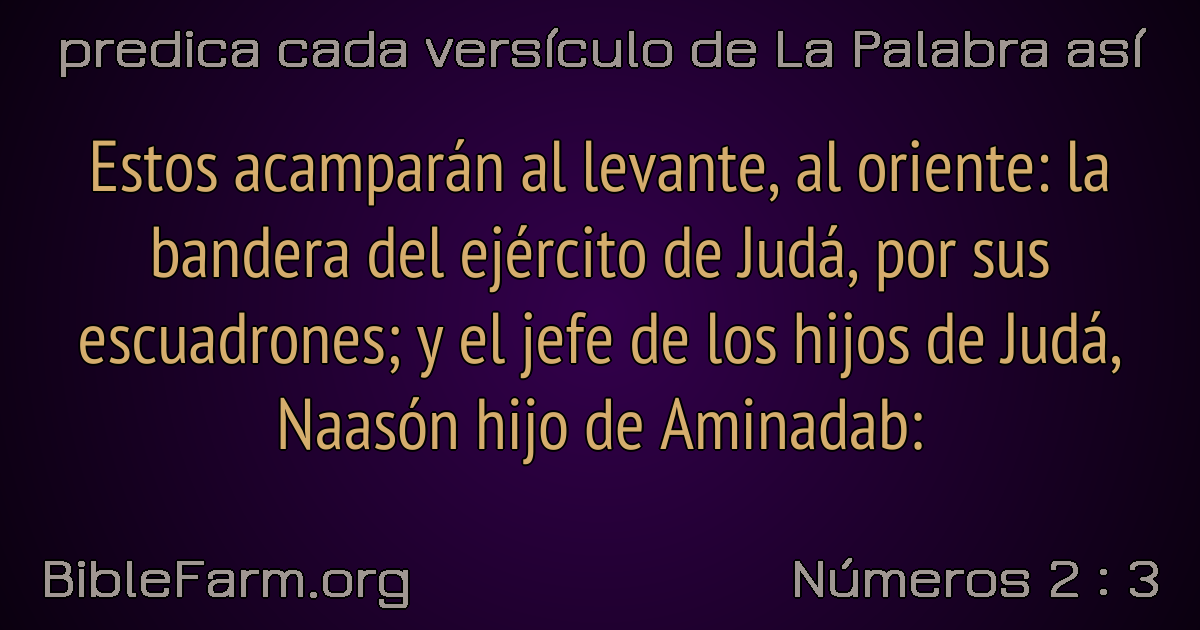 predica cada versículo de La Palabra así
Estos acamparán al levante, al oriente: la
bandera del ejército de Judá, por sus
escuadrones; y el jefe de los hijos de Judá,
Naasón hijo de Aminadab:
BibleFarm.org
Números 2 : 3